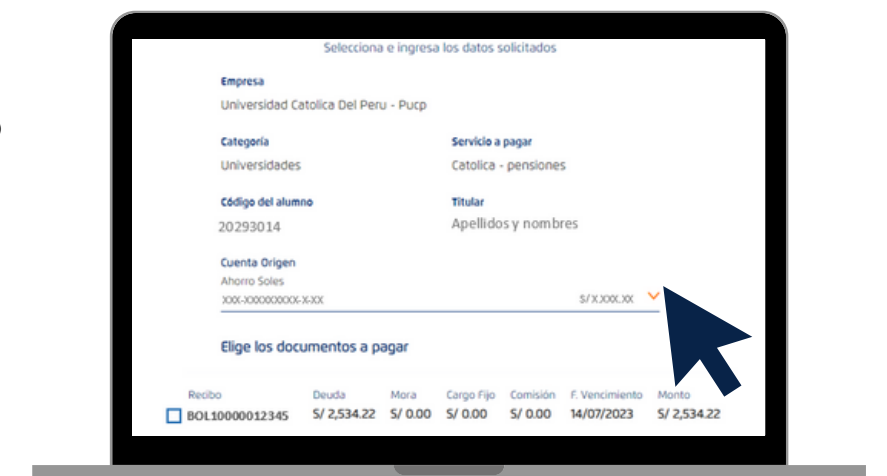 Selecciona e ingresa los datos solicitados
Empresa
Universidad Catolica Del Peru - Pucp
Categoría Servicio a pagar
Universidades Catolica - pensiones
Código del alumno Titular
20293014 Apellidos y nombres
Cuenta Origen
Ahorro Soles
XXX-XXXXXXXXX-X-XX S/ X,XXX.XX
Elige los documentos a pagar
Recibo Deuda Mora Cargo Fijo Comisión F. Vencimiento Monto
BOL10000012345 S/ 2,534.22 S/ 0.00 S/ 0.00 S/ 0.00 14/07/2023 S/ 2,534.22